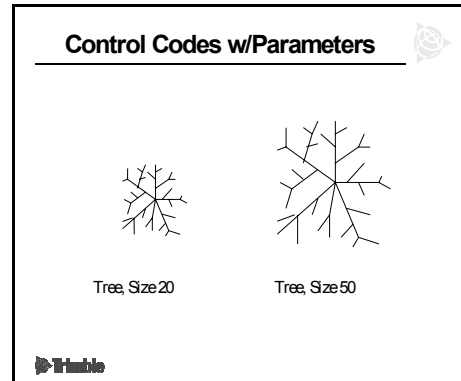 Control Codes w/Parameters
Tree, Size 20
Tree, Size 50
Trimble